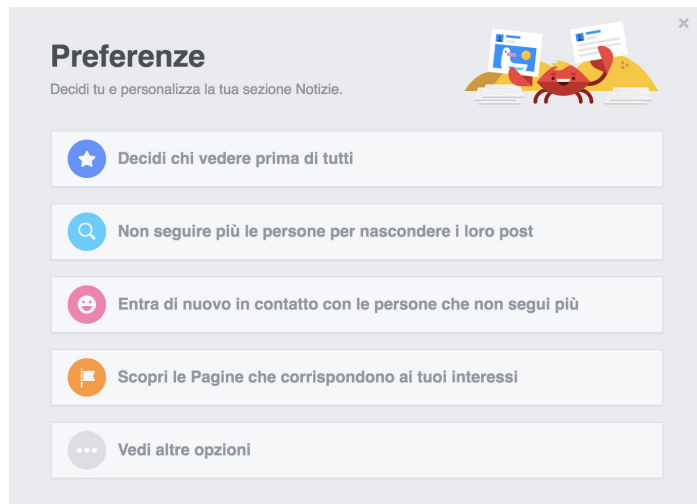 Preferenze
Decidi tu e personalizza la tua sezione Notizie.
Decidi chi vedere prima di tutti
Non seguire più le persone per nascondere i loro post
Entra di nuovo in contatto con le persone che non segui più
Scopri le Pagine che corrispondono ai tuoi interessi
Vedi altre opzioni